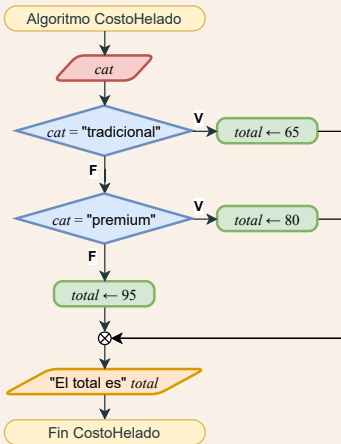 Algoritmo CostoHelado
cat
cat = "tradicional"
V
total ← 65
F
cat = "premium"
V
total ← 80
F
total ← 95
"El total es" total
Fin CostoHelado